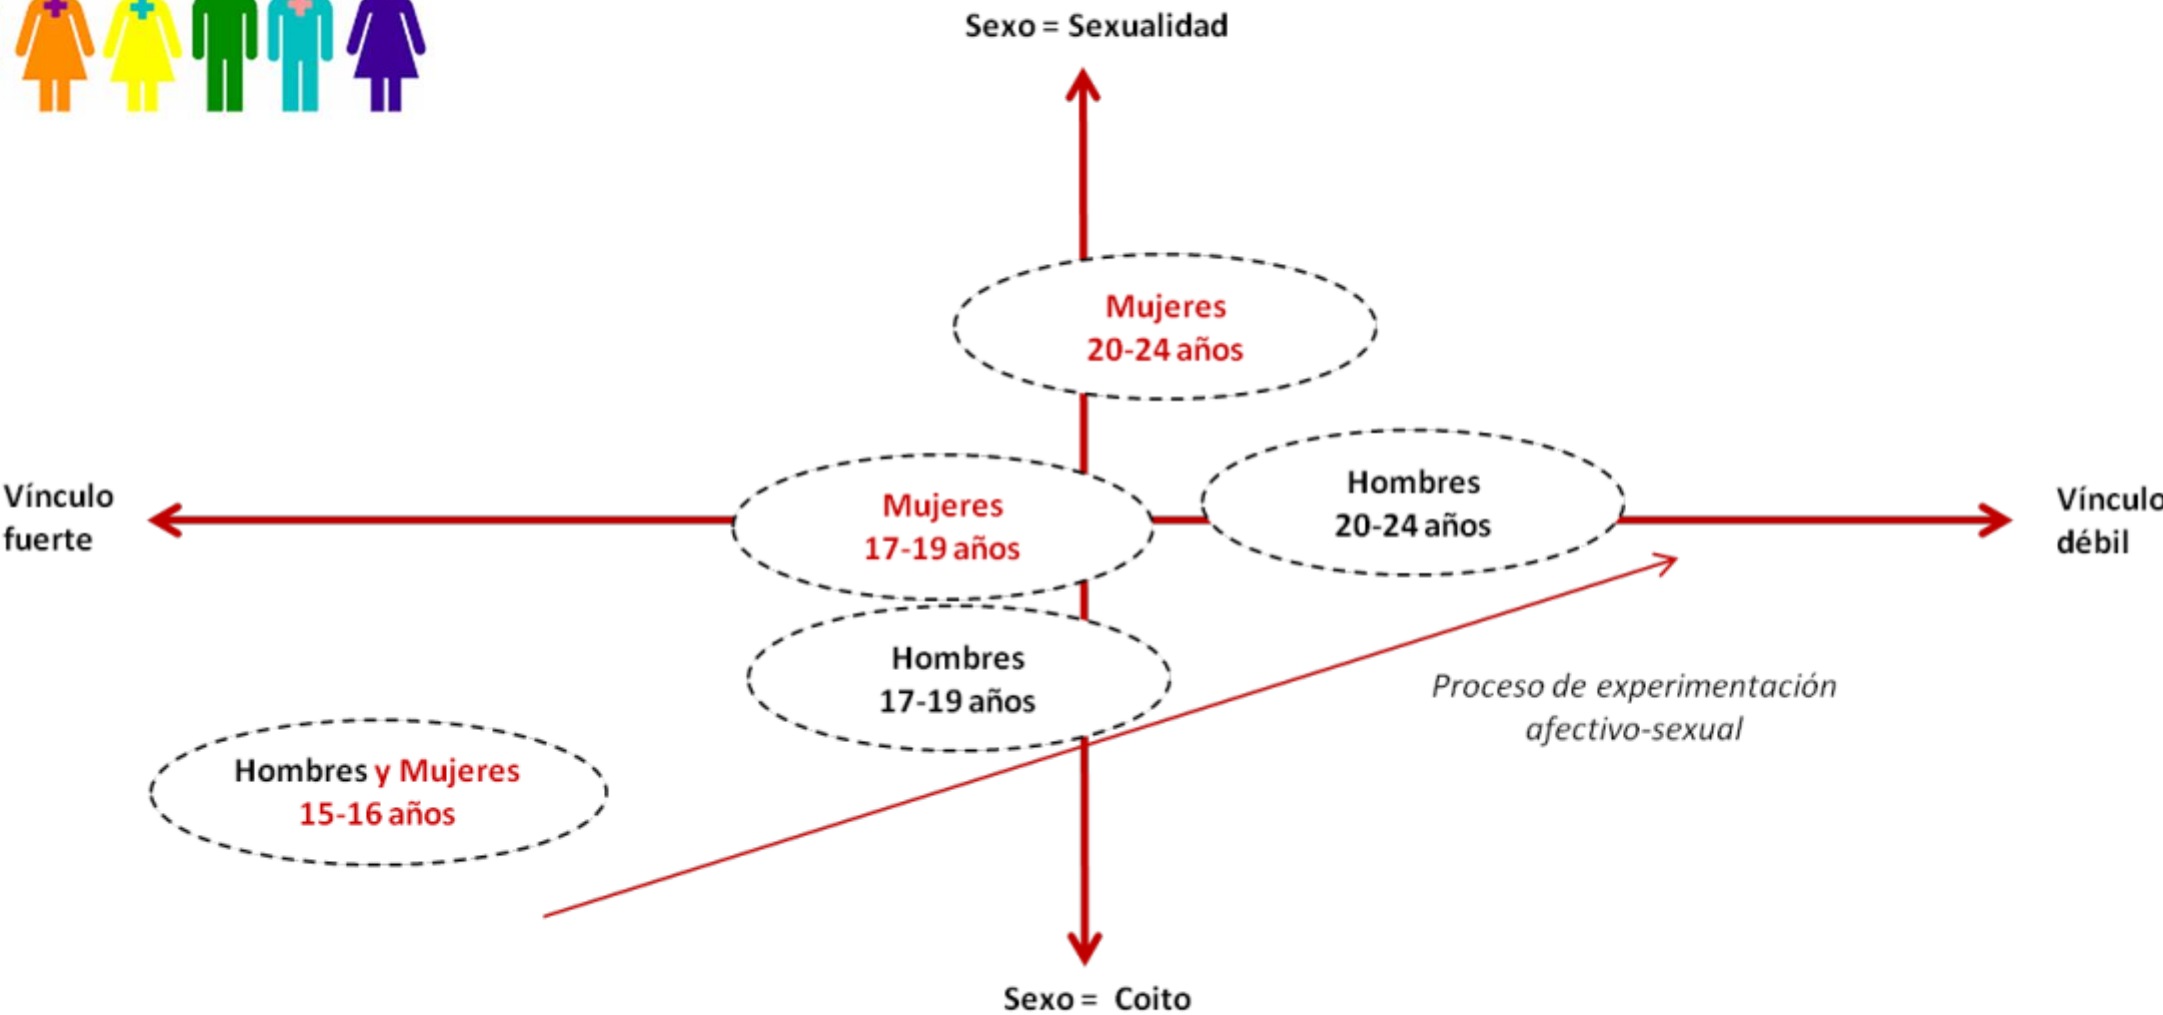 Sexo = Sexualidad
Mujeres
20-24 años
Vínculo
fuerte
Mujeres
17-19 años
Hombres
20-24 años
Vínculo
débil
Hombres
17-19 años
Proceso de experimentación
afectivo-sexual
Hombres y Mujeres
15-16 años
Sexo = Coito